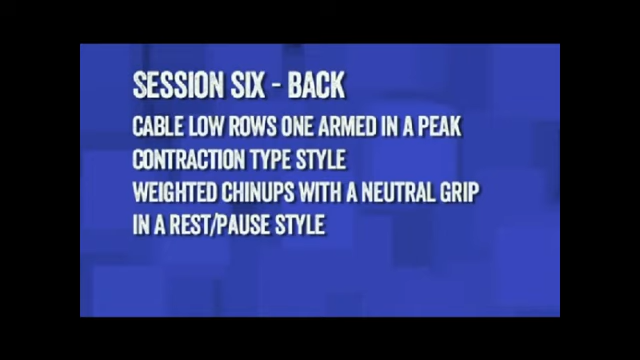 SESSION SIX - BACK
CABLE LOW ROWS ONE ARMED IN A PEAK
CONTRACTION TYPE STYLE
WEIGHTED CHINUPS WITH A NEUTRAL GRIP
IN A REST/PAUSE STYLE